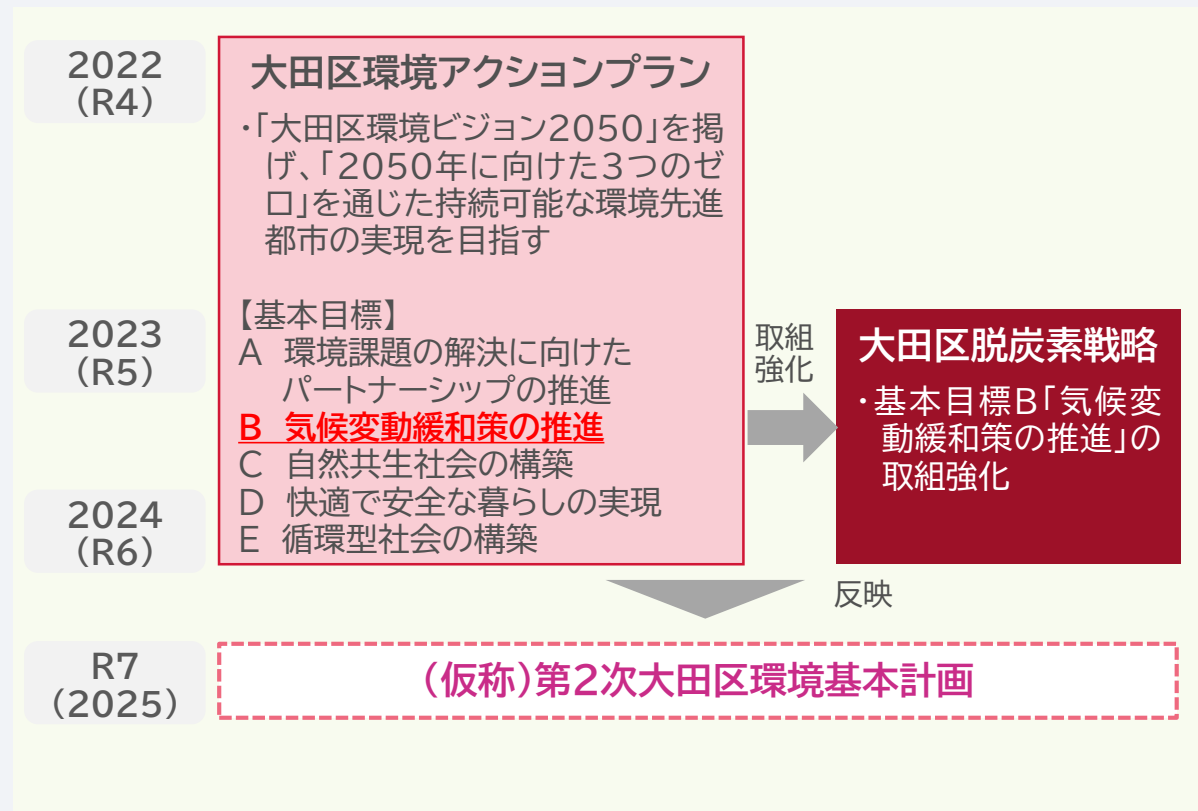 2022
(R4)
大田区環境アクションプラン
・「大田区環境ビジョン2050」を掲
げ、「2050年に向けた3つのゼ
ロ」を通じた持続可能な環境先進
都市の実現を目指す
2023
(R5)
【基本目標】
A 環境課題の解決に向けた
パートナーシップの推進
B 気候変動緩和策の推進
C 自然共生社会の構築
D 快適で安全な暮らしの実現
E 循環型社会の構築
取組
強化
大田区脱炭素戦略
・基本目標B「気候変
動緩和策の推進」の
取組強化
2024
(R6)
反映
R7
(2025)
(仮称)第2次大田区環境基本計画